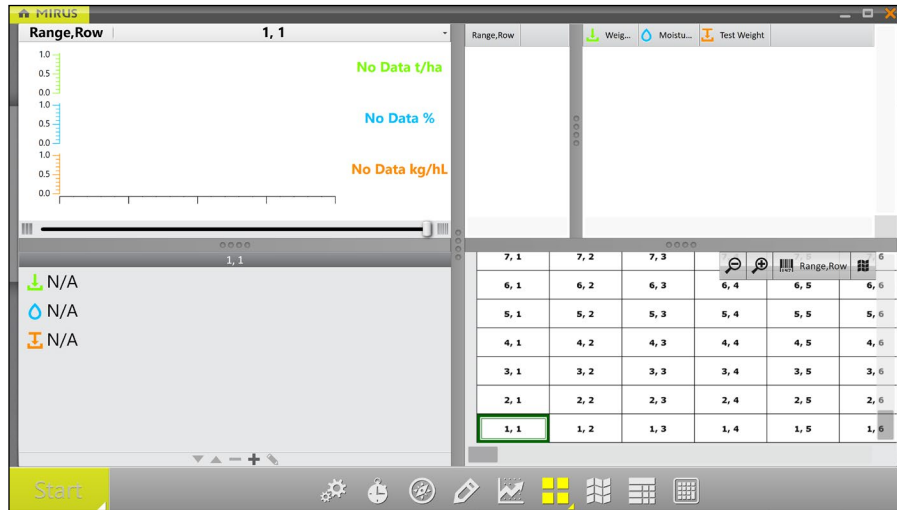 MIRUS
Range,Row 1, 1
1.0
0.5 No Data t/ha
0.0
1.0
0.5 No Data %
0.0
1.0
0.5 No Data kg/hL
0.0
1, 1
N/A
N/A
N/A
Start
Range,Row Weig... Moistu... Test Weight
7, 1 7, 2 7, 3 6
Range,Row
6, 1 6, 2 6, 3 6, 4 6, 5 6, 6
5, 1 5, 2 5, 3 5, 4 5, 5 5, 6
4, 1 4, 2 4, 3 4, 4 4, 5 4, 6
3, 1 3, 2 3, 3 3, 4 3, 5 3, 6
2, 1 2, 2 2, 3 2, 4 2, 5 2, 6
1, 1 1, 2 1, 3 1, 4 1, 5 1, 6